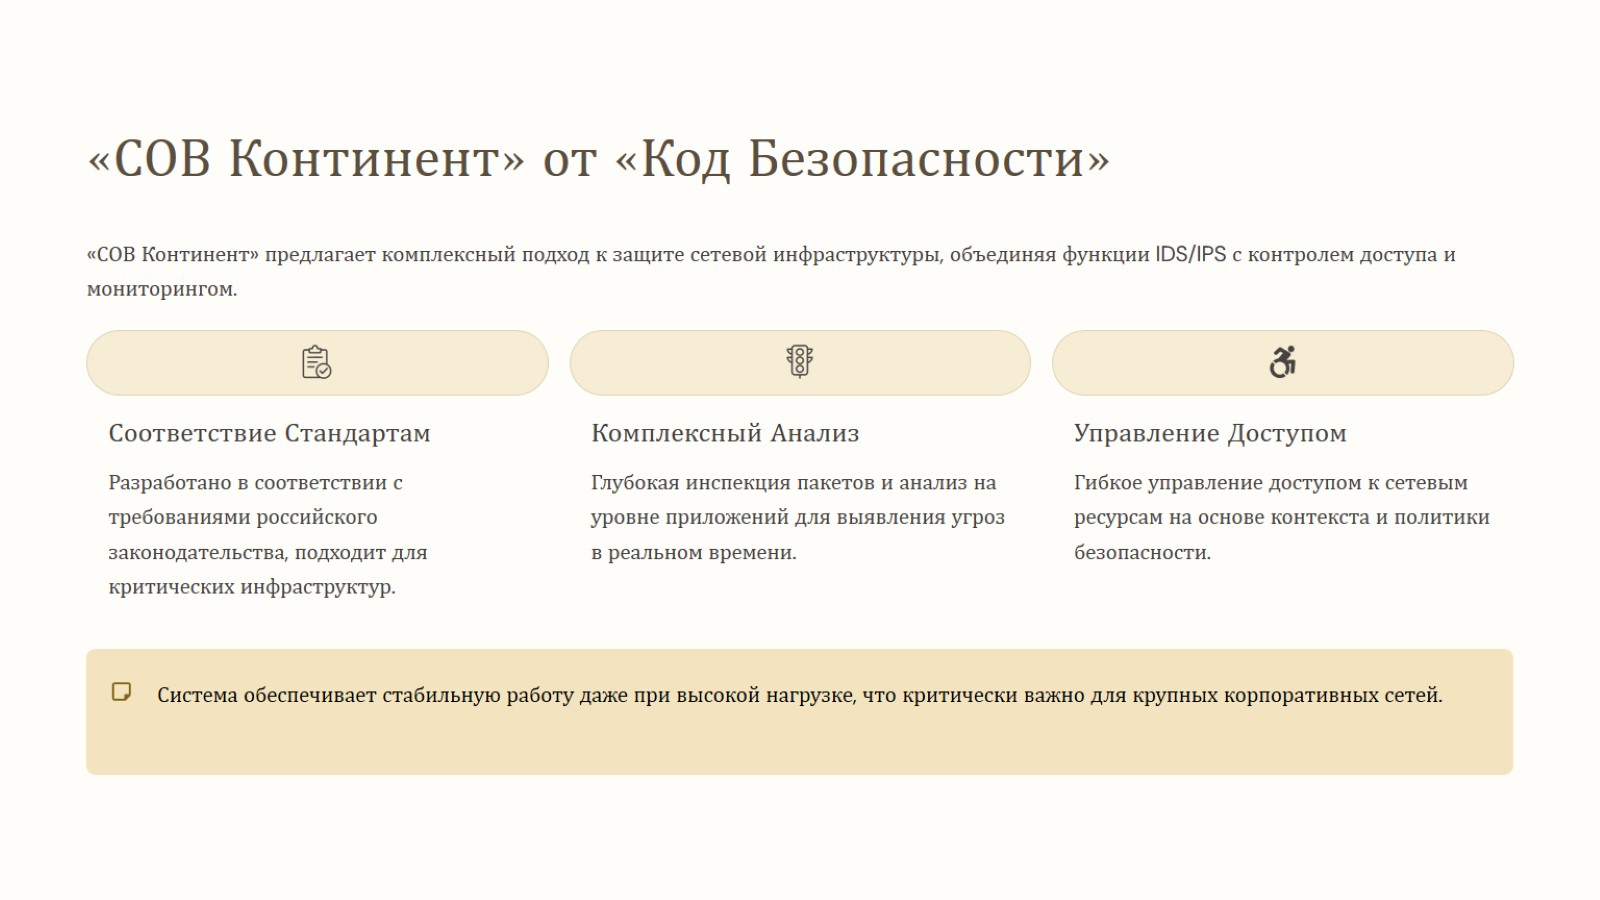 «СОВ Континент» от «Код Безопасности»
«СОВ Континент» предлагает комплексный подход к защите сетевой инфраструктуры, объединяя функции IDS/IPS с контролем доступа и
мониторингом.
Соответствие Стандартам
Разработано в соответствии с
требованиями российского
законодательства, подходит для
критических инфраструктур.
Комплексный Анализ
Глубокая инспекция пакетов и анализ на
уровне приложений для выявления угроз
в реальном времени.
Управление Доступом
Гибкое управление доступом к сетевым
ресурсам на основе контекста и политики
безопасности.
Система обеспечивает стабильную работу даже при высокой нагрузке, что критически важно для крупных корпоративных сетей.